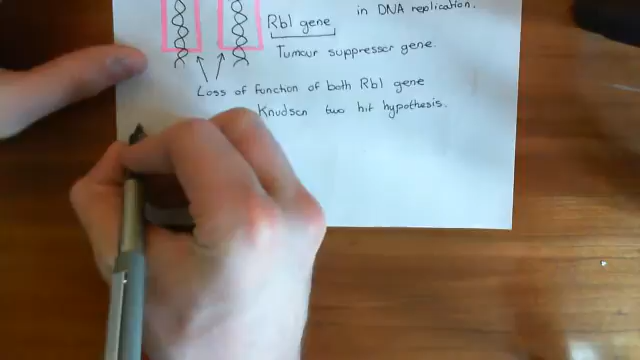 in DNA replication.
Rb1 gene
Tumour suppressor gene.
Loss of function of both Rb1 gene
Knudsen two hit hypothesis.